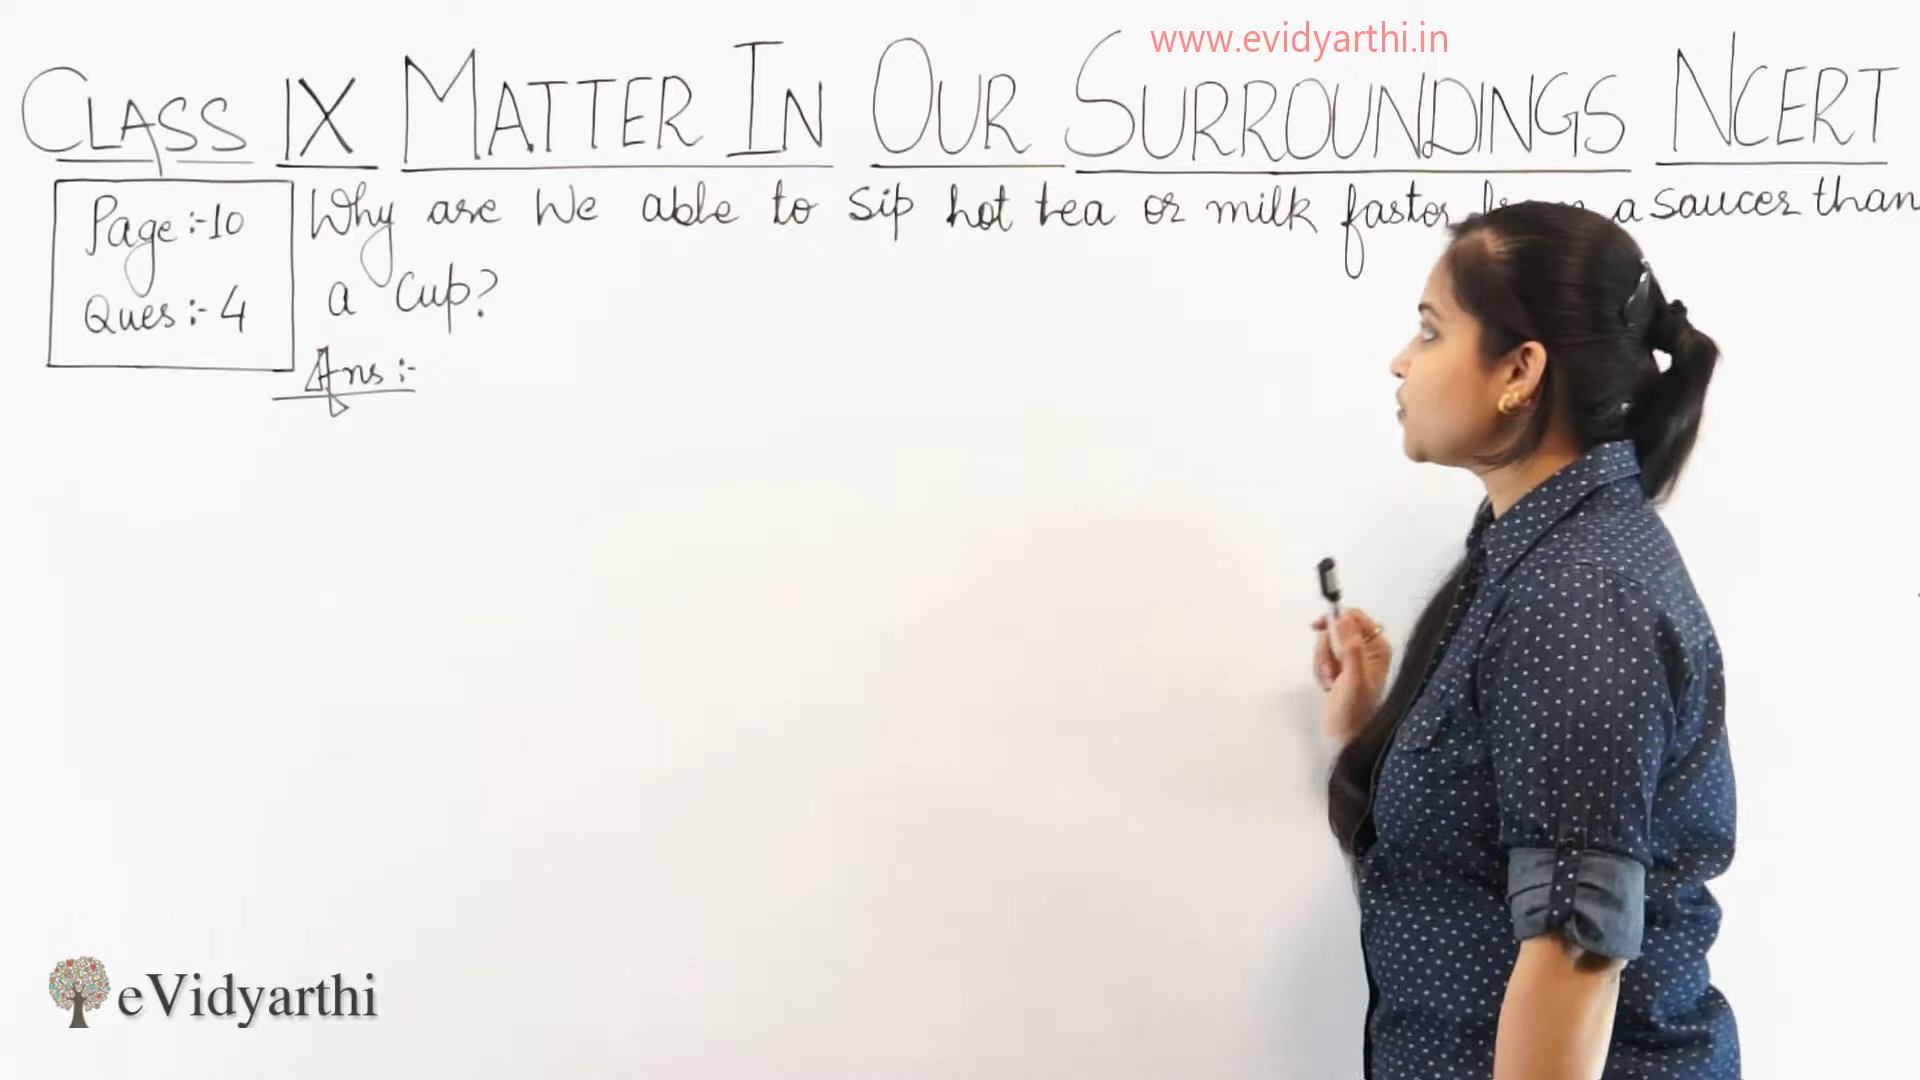 www.evidyarthi.in
CLASS IX MATTER IN OUR SURROUNDINGS NCERT
Page:-10
Ques:- 4
Why are We able to sip hot tea or milk faster a saucer than
a cup?
Ans:-
eVidyarthi